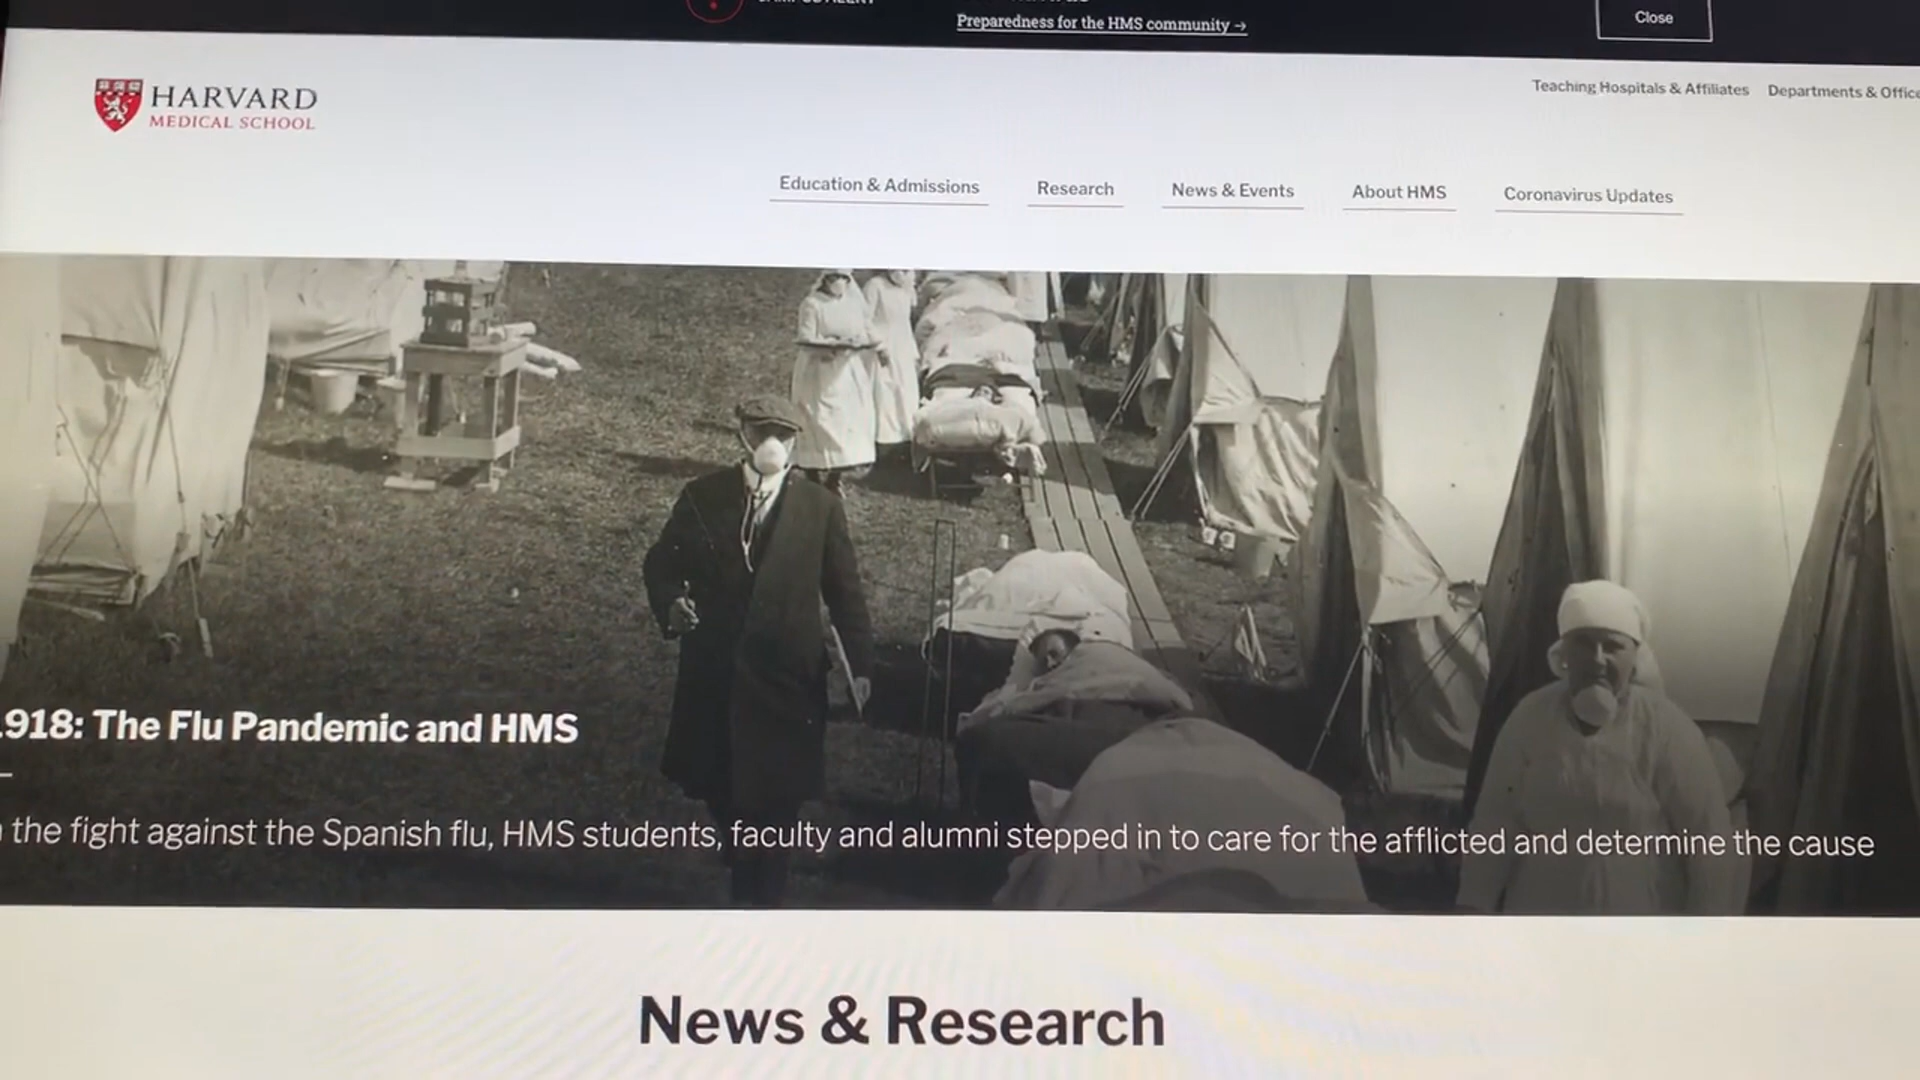 Preparedness for the HMS community →
Close
HARVARD
MEDICAL SCHOOL
Teaching Hospitals & Affiliates
Departments &
Education & Admissions
Research
News & Events
About HMS
Coronavirus Updates
918: The Flu Pandemic and HMS
the fight against the Spanish flu, HMS students, faculty and alumni stepped in to care for the afflicted and determine the cause
News & Research